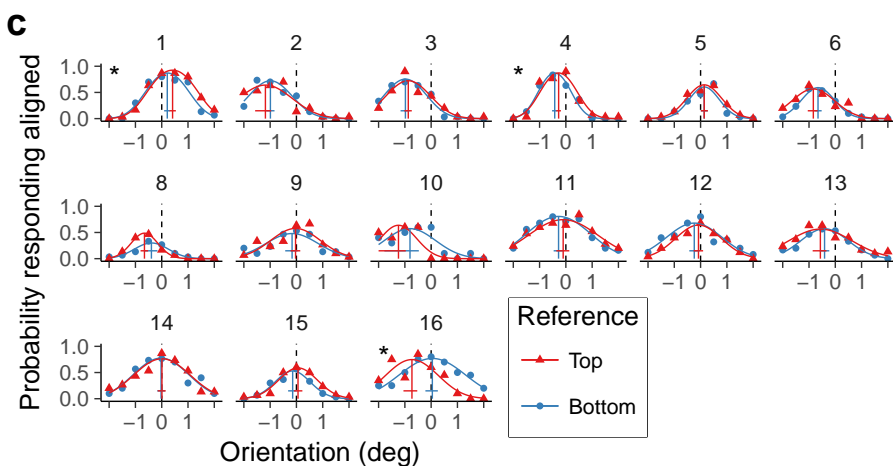 c
1 2 3 4 5 6
* *
1.0
0.5
0.0
−1 0 1 −1 0 1 −1 0 1 −1 0 1 −1 0 1 −1 0 1
8 9 10 11 12 13
1.0
0.5
0.0
−1 0 1 −1 0 1 −1 0 1 −1 0 1 −1 0 1 −1 0 1
14 15 16
*
1.0
0.5
0.0
−1 0 1 −1 0 1 −1 0 1
Probability responding aligned
Orientation (deg)
Reference
Top
Bottom